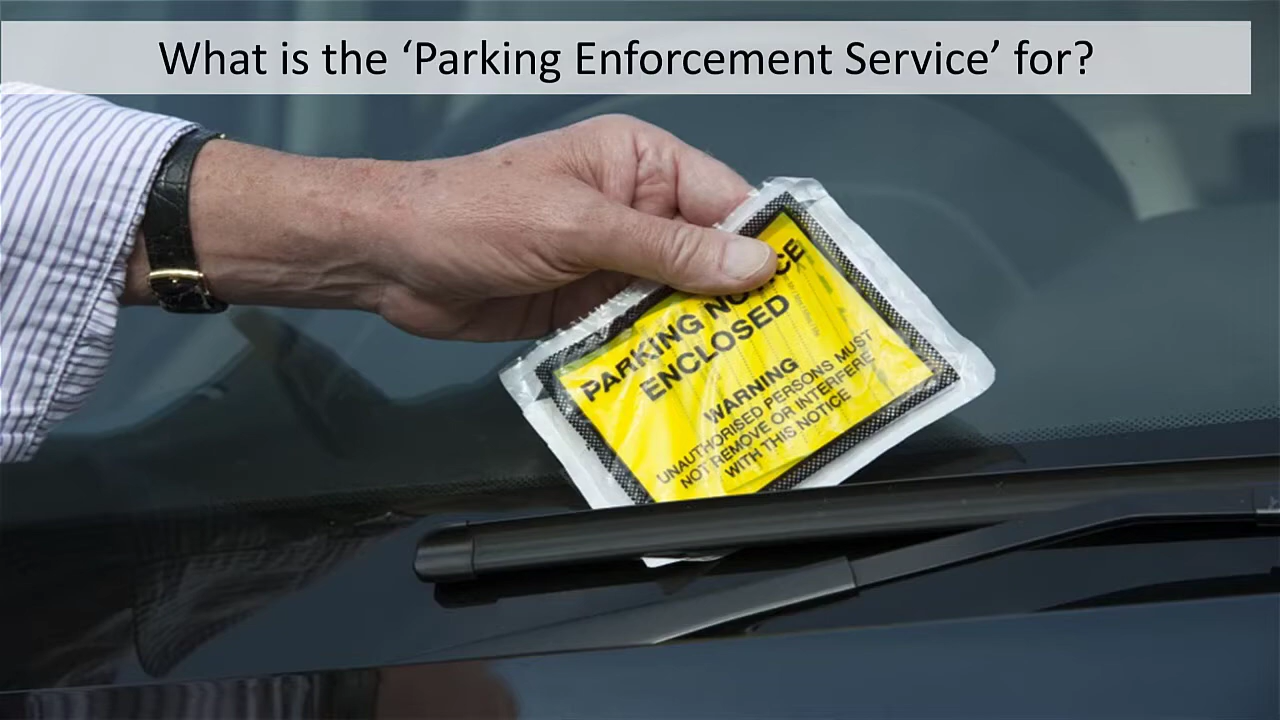 What is the ‘Parking Enforcement Service’ for?
PARKING NOTICE
ENCLOSED
WARNING
UNAUTHORISED PERSONS MUST
NOT REMOVE OR INTERFERE
WITH THIS NOTICE